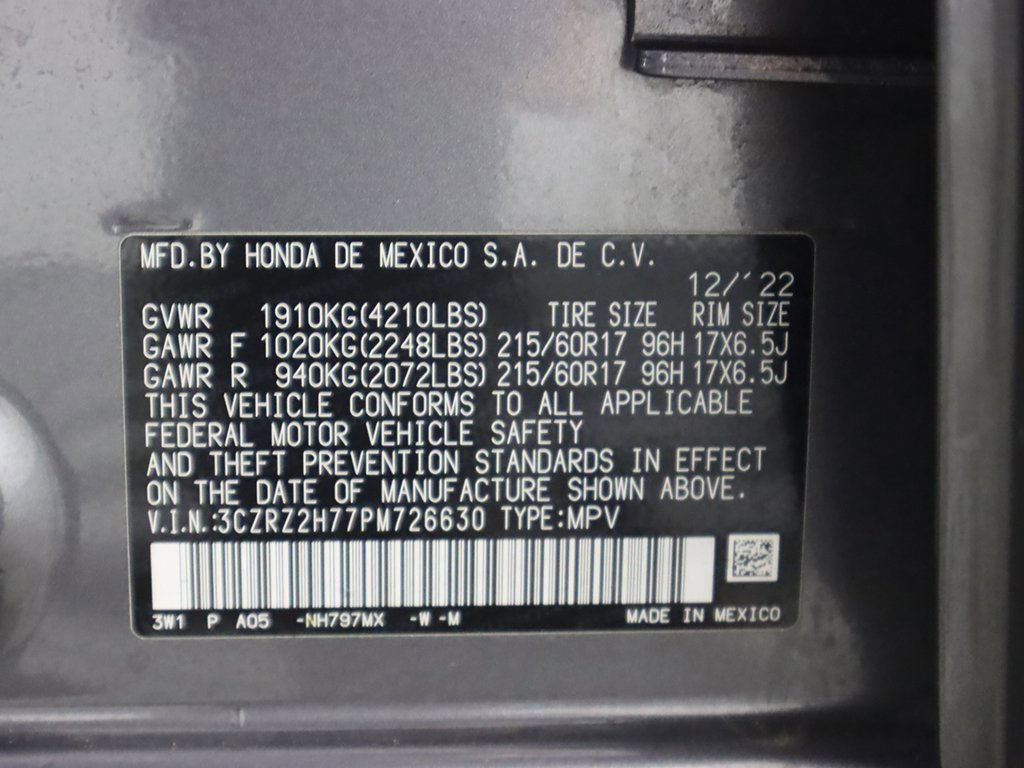 MFD.BY HONDA DE MEXICO S.A. DE C.V.
12/'22
GVWR 1910KG(4210LBS) TIRE SIZE RIM SIZE
GAWR F 1020KG(2248LBS) 215/60R17 96H 17X6.5J
GAWR R 940KG(2072LBS) 215/60R17 96H 17X6.5J
THIS VEHICLE CONFORMS TO ALL APPLICABLE
FEDERAL MOTOR VEHICLE SAFETY
AND THEFT PREVENTION STANDARDS IN EFFECT
ON THE DATE OF MANUFACTURE SHOWN ABOVE.
V.I.N.:3CZRZ2H77PM726630 TYPE:MPV
3W1 P A05 -NH797MX -W -M MADE IN MEXICO